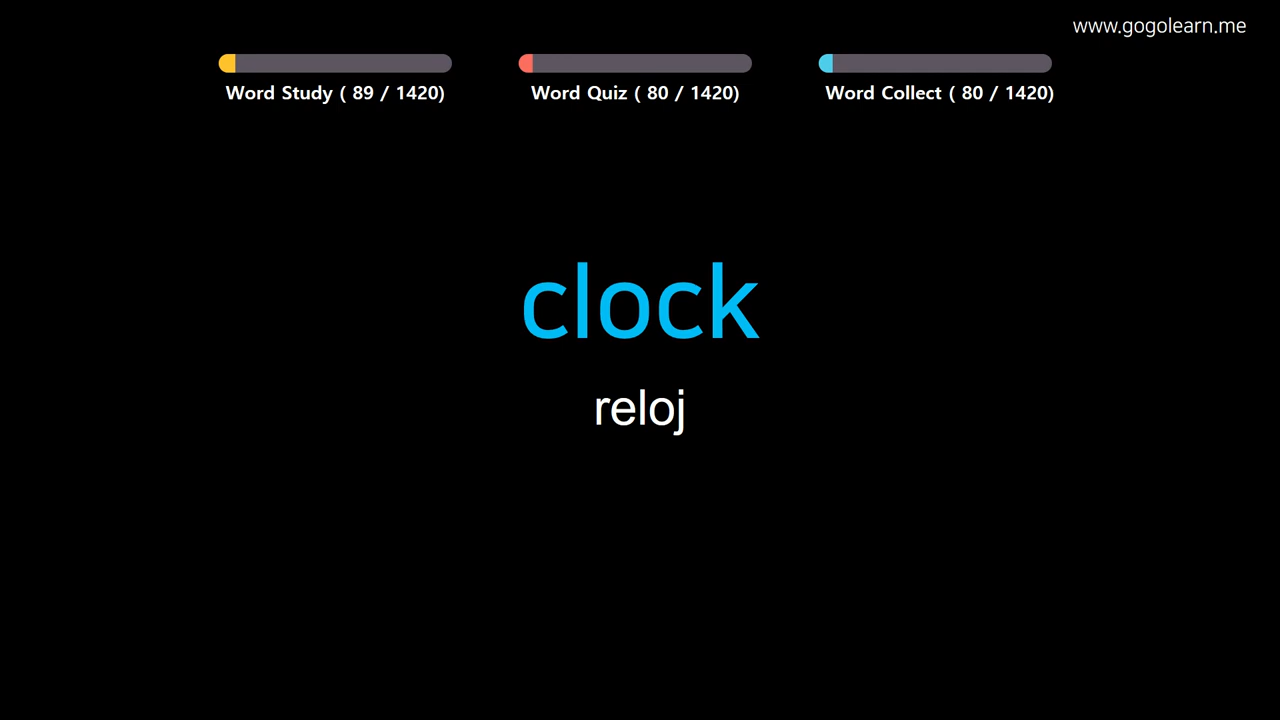 www.gogolearn.me
Word Study ( 89 / 1420)
Word Quiz ( 80 / 1420)
Word Collect ( 80 / 1420)
clock
reloj